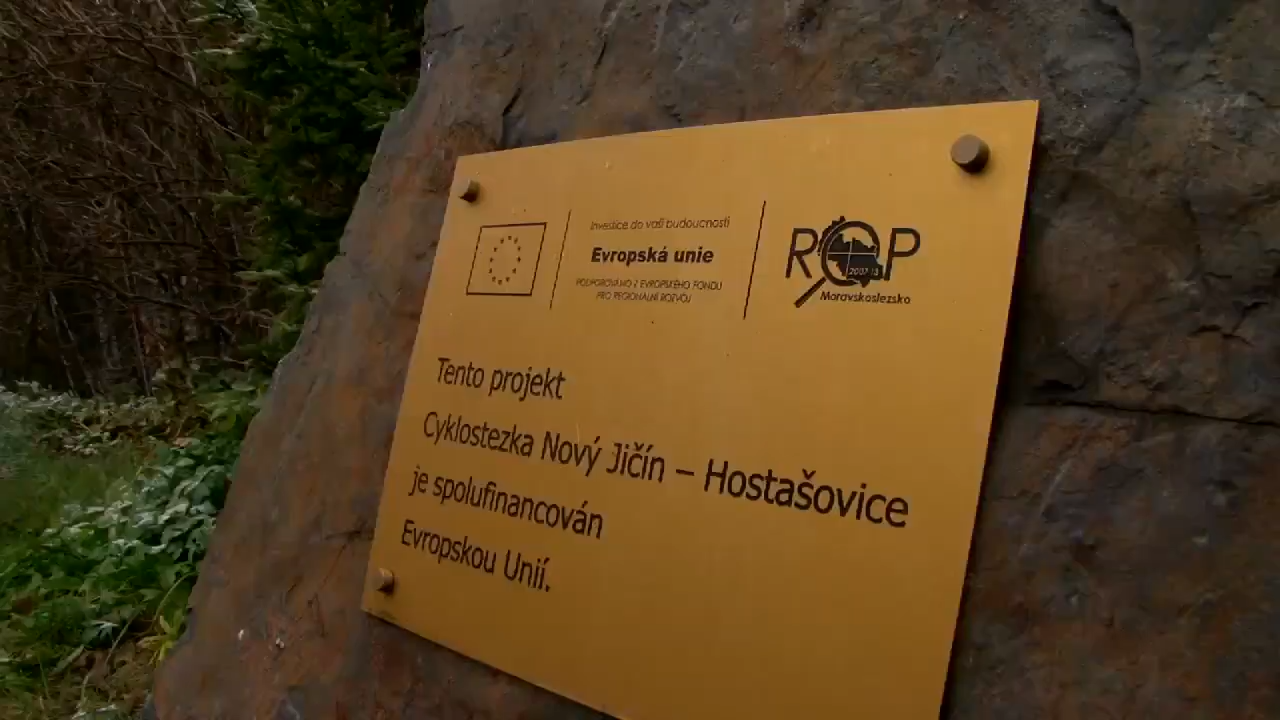 Investice do vaší budoucnosti
Evropská unie
PODPOROVÁNO Z EVROPSKÉHO FONDU
PRO REGIONÁLNÍ ROZVOJ
ROP
2007-13
Moravskoslezsko
Tento projekt
Cyklostezka Nový Jičín – Hostašovice
je spolufinancován
Evropskou Unií.